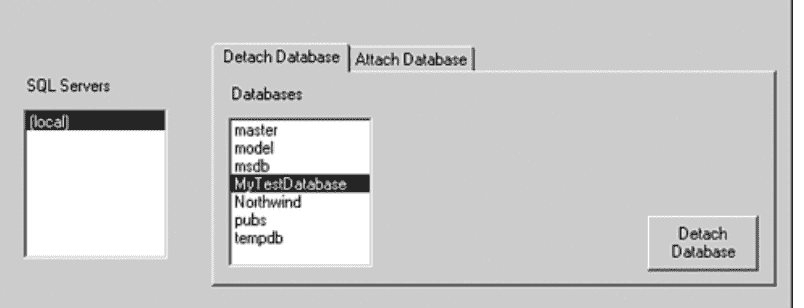 Detach Database
Attach Database
SQL Servers
(local)
Databases
master
model
msdb
MyTestDatabase
Northwind
pubs
tempdb
Detach
Database